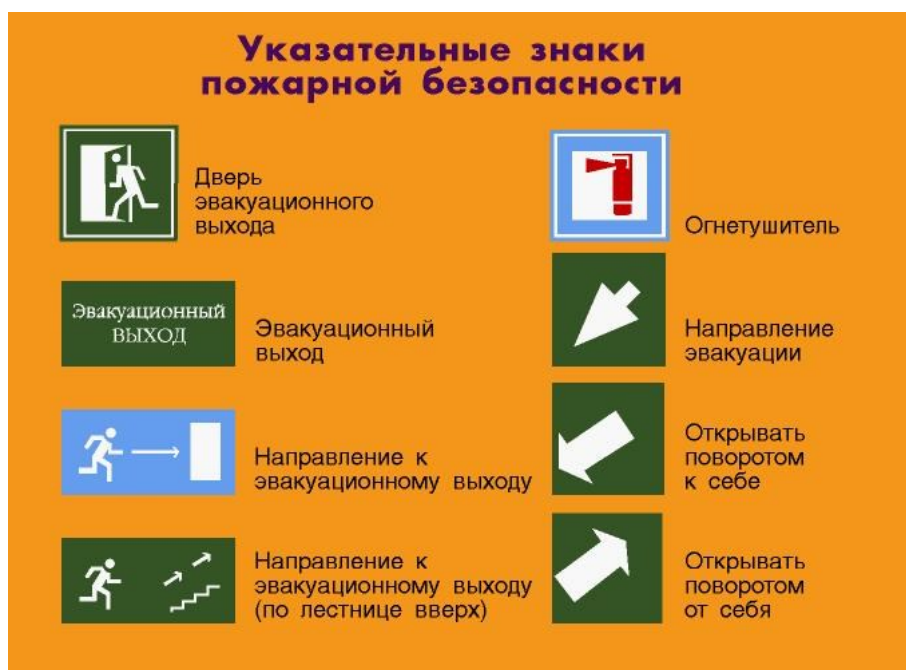 Указательные знаки
пожарной безопасности
Дверь
эвакуационного
выхода
Огнетушитель
Эвакуационный
ВЫХОД
Эвакуационный
выход
Направление
эвакуации
Направление к
эвакуационному выходу
Открывать
поворотом
к себе
Направление к
эвакуационному выходу
(по лестнице вверх)
Открывать
поворотом
от себя